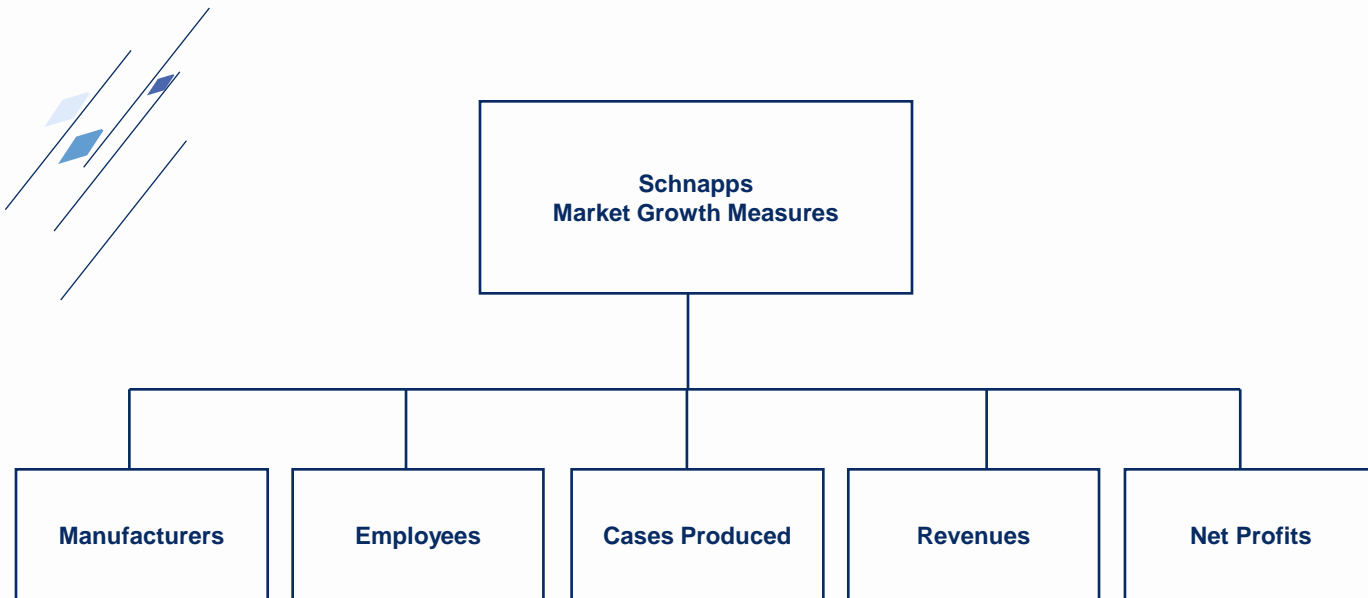 Schnapps
Market Growth Measures
Manufacturers
Employees
Cases Produced
Revenues
Net Profits